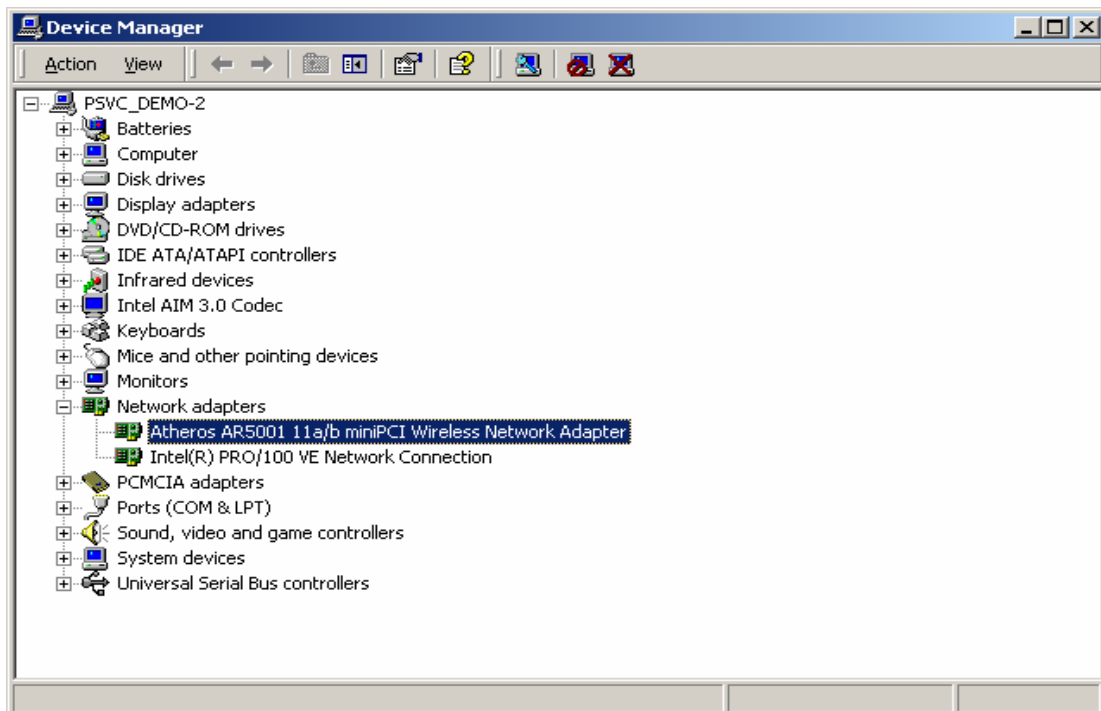 Device Manager
Action View
PSVC_DEMO-2
Batteries
Computer
Disk drives
Display adapters
DVD/CD-ROM drives
IDE ATA/ATAPI controllers
Infrared devices
Intel AIM 3.0 Codec
Keyboards
Mice and other pointing devices
Monitors
Network adapters
Atheros AR5001 11a/b miniPCI Wireless Network Adapter
Intel(R) PRO/100 VE Network Connection
PCMCIA adapters
Ports (COM & LPT)
Sound, video and game controllers
System devices
Universal Serial Bus controllers